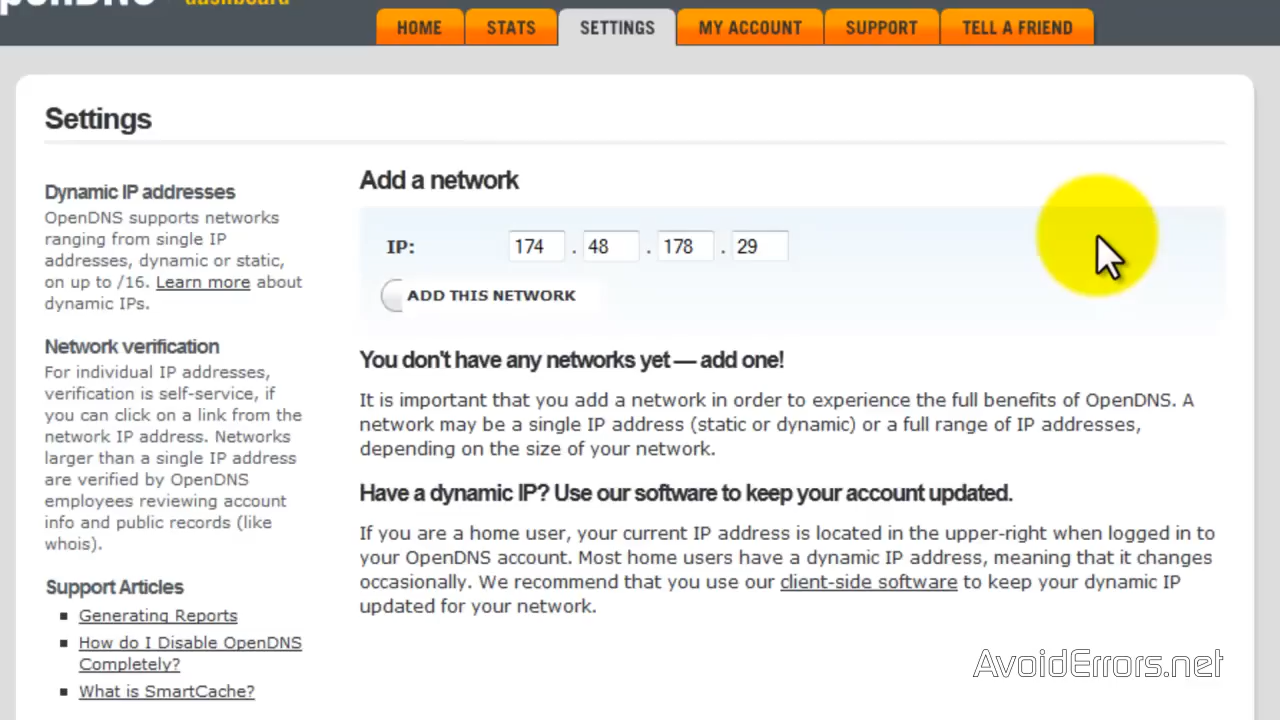 dashboard
HOME STATS SETTINGS MY ACCOUNT SUPPORT TELL A FRIEND
Settings
Dynamic IP addresses
OpenDNS supports networks
ranging from single IP
addresses, dynamic or static,
on up to /16. Learn more about
dynamic IPs.
Network verification
For individual IP addresses,
verification is self-service, if
you can click on a link from the
network IP address. Networks
larger than a single IP address
are verified by OpenDNS
employees reviewing account
info and public records (like
whois).
Support Articles
Generating Reports
How do I Disable OpenDNS
Completely?
What is SmartCache?
Add a network
IP: 174 . 48 . 178 . 29
ADD THIS NETWORK
You don't have any networks yet — add one!
It is important that you add a network in order to experience the full benefits of OpenDNS. A
network may be a single IP address (static or dynamic) or a full range of IP addresses,
depending on the size of your network.
Have a dynamic IP? Use our software to keep your account updated.
If you are a home user, your current IP address is located in the upper-right when logged in to
your OpenDNS account. Most home users have a dynamic IP address, meaning that it changes
occasionally. We recommend that you use our client-side software to keep your dynamic IP
updated for your network.
AvoidErrors.net